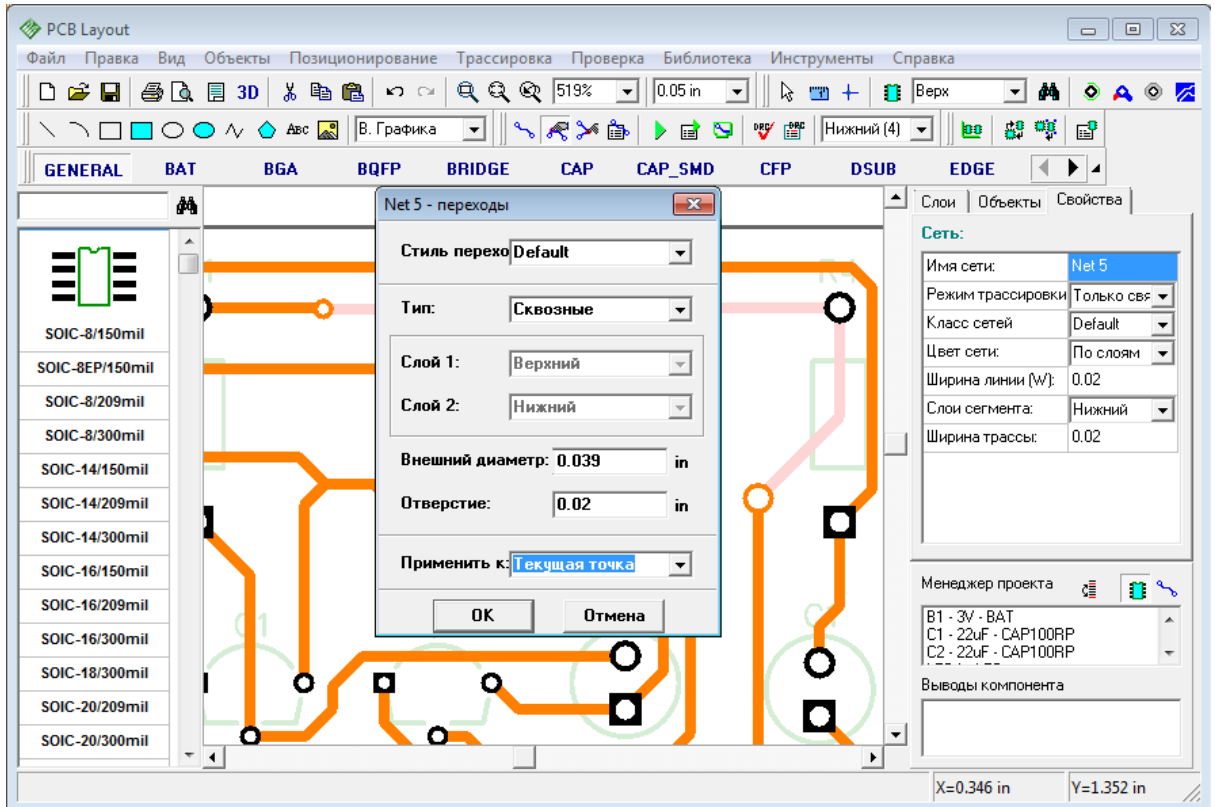 PCB Layout
Файл Правка Вид Объекты Позиционирование Трассировка Проверка Библиотека Инструменты Справка
3D 519% 0.05 in Верх
ABC В. Графика DRC DRC Нижний (4)
GENERAL BAT BGA BQFP BRIDGE CAP CAP_SMD CFP DSUB EDGE
SOIC-8/150mil
SOIC-8EP/150mil
SOIC-8/209mil
SOIC-8/300mil
SOIC-14/150mil
SOIC-14/209mil
SOIC-14/300mil
SOIC-16/150mil
SOIC-16/209mil
SOIC-16/300mil
SOIC-18/300mil
SOIC-20/209mil
SOIC-20/300mil
R4
Q1
Net 5 - переходы
Стиль перехо Default
Тип: Сквозные
Слой 1: Верхний
Слой 2: Нижний
Внешний диаметр: 0.039 in
Отверстие: 0.02 in
Применить к: Текущая точка
OK Отмена
Слои Объекты Свойства
Сеть:
Имя сети: Net 5
Режим трассировки Только свя
Класс сетей Default
Цвет сети: По слоям
Ширина линии (W): 0.02
Слои сегмента: Нижний
Ширина трассы: 0.02
Менеджер проекта
B1 - 3V - BAT
C1 - 22uF - CAP100RP
C2 - 22uF - CAP100RP
Выводы компонента
X=0.346 in Y=1.352 in